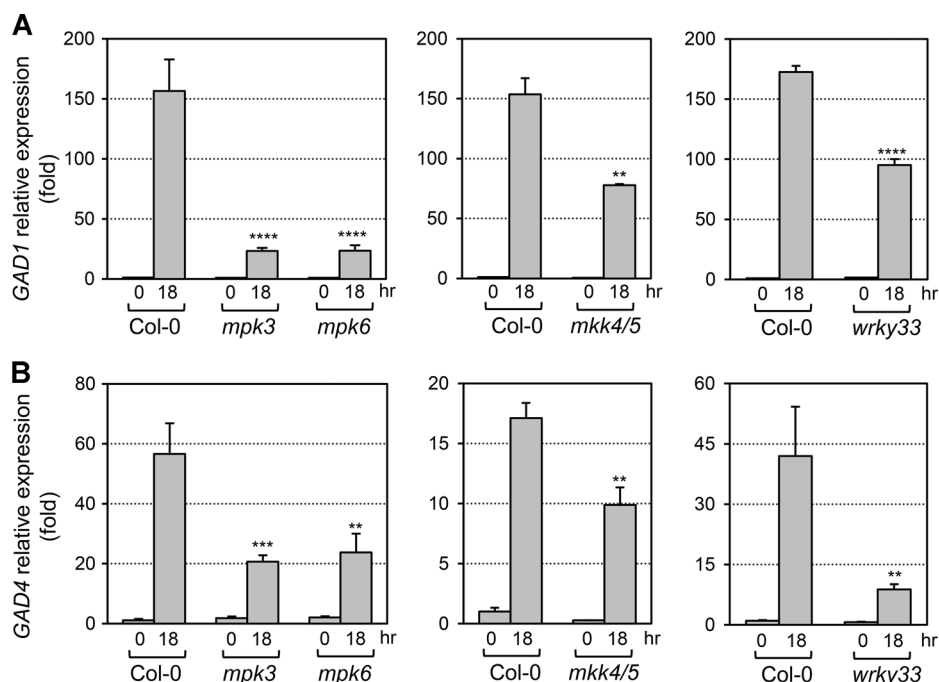 A
GAD1 relative expression
(fold)
200
150
100
50
0
****
****
0 18 0 18 0 18 hr
Col-0 mpk3 mpk6
200
150
100
50
0
**
0 18 0 18 hr
Col-0 mkk4/5
200
150
100
50
0
****
0 18 0 18 hr
Col-0 wrky33
B
GAD4 relative expression
(fold)
80
60
40
20
0
***
**
0 18 0 18 0 18 hr
Col-0 mpk3 mpk6
20
15
10
5
0
**
0 18 0 18 hr
Col-0 mkk4/5
60
45
30
15
0
**
0 18 0 18 hr
Col-0 wrky33